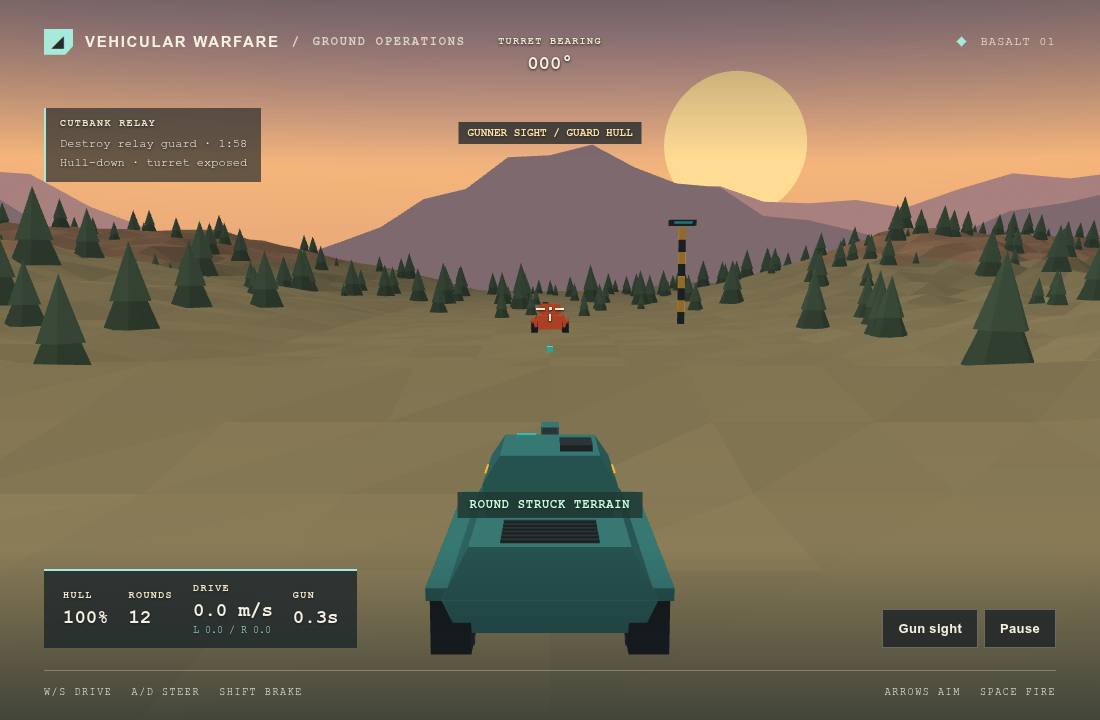 VEHICULAR WARFARE / GROUND OPERATIONS
TURRET BEARING
000°
BASALT 01
CUTBANK RELAY
Destroy relay guard · 1:58
Hull-down · turret exposed
GUNNER SIGHT / GUARD HULL
ROUND STRUCK TERRAIN
HULL
100%
ROUNDS
12
DRIVE
0.0 m/s
L 0.0 / R 0.0
GUN
0.3s
Gun sight
Pause
W/S DRIVE A/D STEER SHIFT BRAKE
ARROWS AIM SPACE FIRE